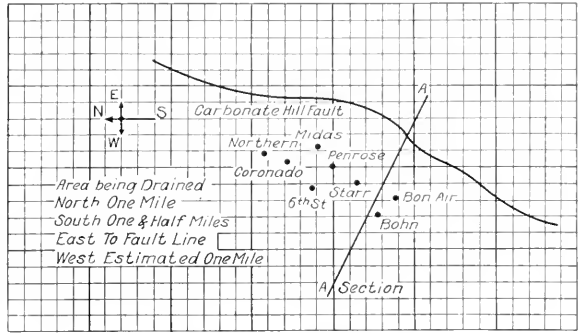 A
E
N S
W
Carbonate Hill Fault
Midas
Northern
Penrose
Coronado
Starr
6th St
Bon Air
Bohn
Area being Drained
North One Mile
South One & Half Miles
East To Fault Line
West Estimated One Mile
A Section